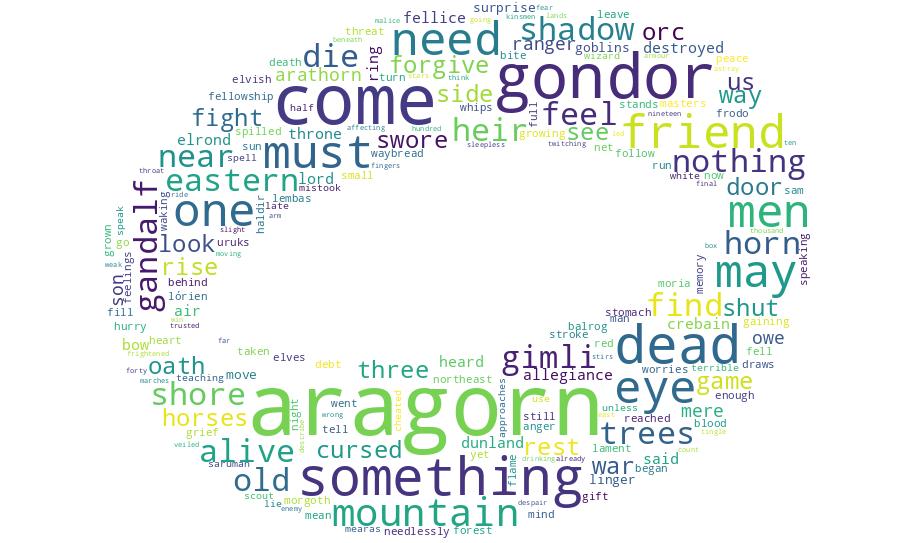 surprise fear
fellice kinsmen lands leave
malice going
threat need shadow orc
die ring ranger goblins destroyed
beneath wizard armour
death forgive bite peace
elvish arathorn turn think gondor us
stars astray
come side feel stands masters way
fellowship half whips full nineteen frodo
fight spilled throne swore heir growing see friend
affecting hundred red ten
elrond sun must sleepless twitching net run nothing
near spell waybread follow white now
fingers final
throat eastern lord mistook small door sam
ride lembas men
gandalf waking one late
arm thousand
speak slight haldir horn speaking
grown go look uruks box
weak moving
son feelings rise behind memory may
moria
fill lórien air find shut
trusted stomach
hurry win man crebain gaining
bow heart balrog
stroke owe
frightened far gimli red dead fell
forty taken elves stirs
oath debt three heard worries terrible draws
marches teaching move northeast allegiance eye game enough
shore went approaches use unless mere
night cheated still east reached blood
horses tell aragorn anger trees tingle
grief wrong describe
veiled cursed dunland rest lament said count
alive yet war began
saruman drinking already
old something flame linger
scout morgoth gift
lie mean mountain despair
enemy mind
mearas needlessly forest